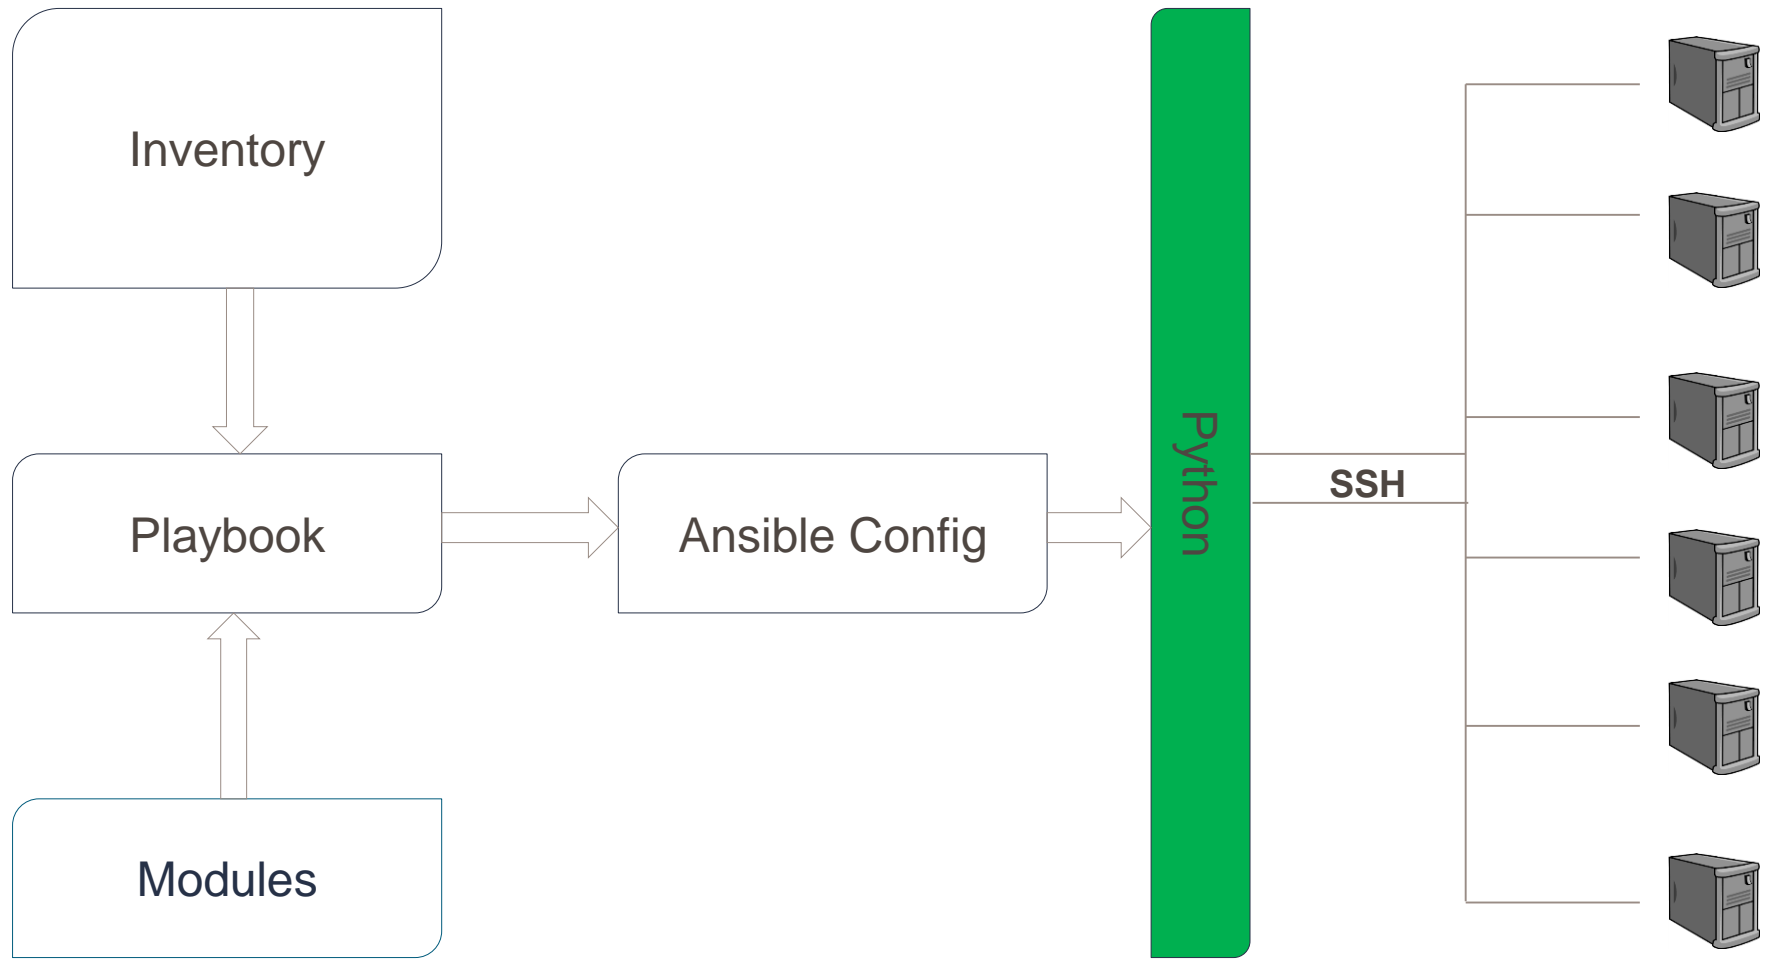 Inventory
Playbook
Ansible Config
Python
SSH
Modules